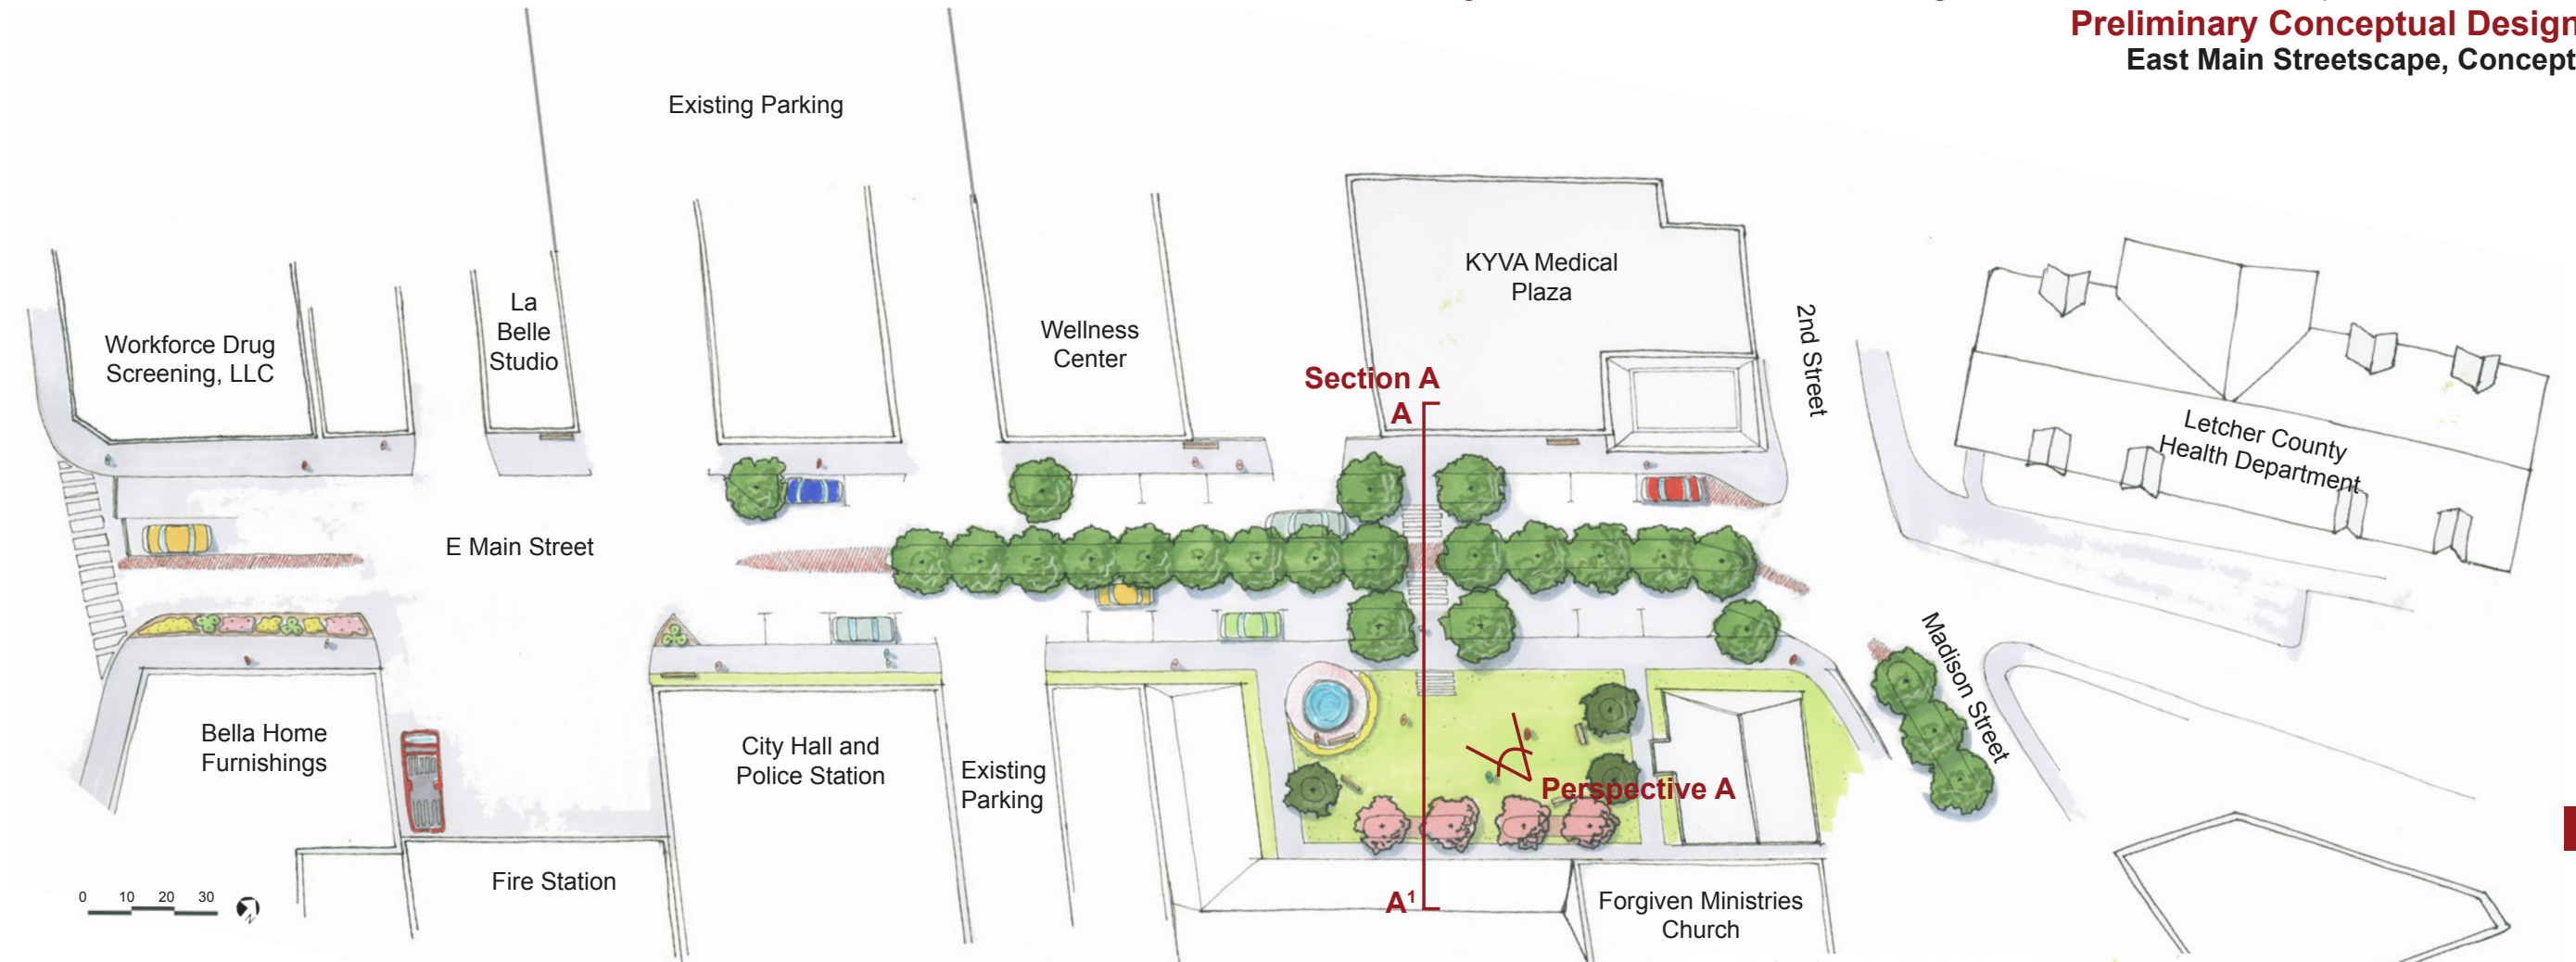 Preliminary Conceptual Design
East Main Streetscape, Concept
Existing Parking
KYVA Medical
Plaza
La
Belle
Studio
Workforce Drug
Screening, LLC
Wellness
Center
2nd Street
Section A
A
Letcher County
Health Department
E Main Street
Madison Street
Bella Home
Furnishings
City Hall and
Police Station
Existing
Parking
Perspective A
Fire Station
A¹
Forgiven Ministries
Church
0 10 20 30
N